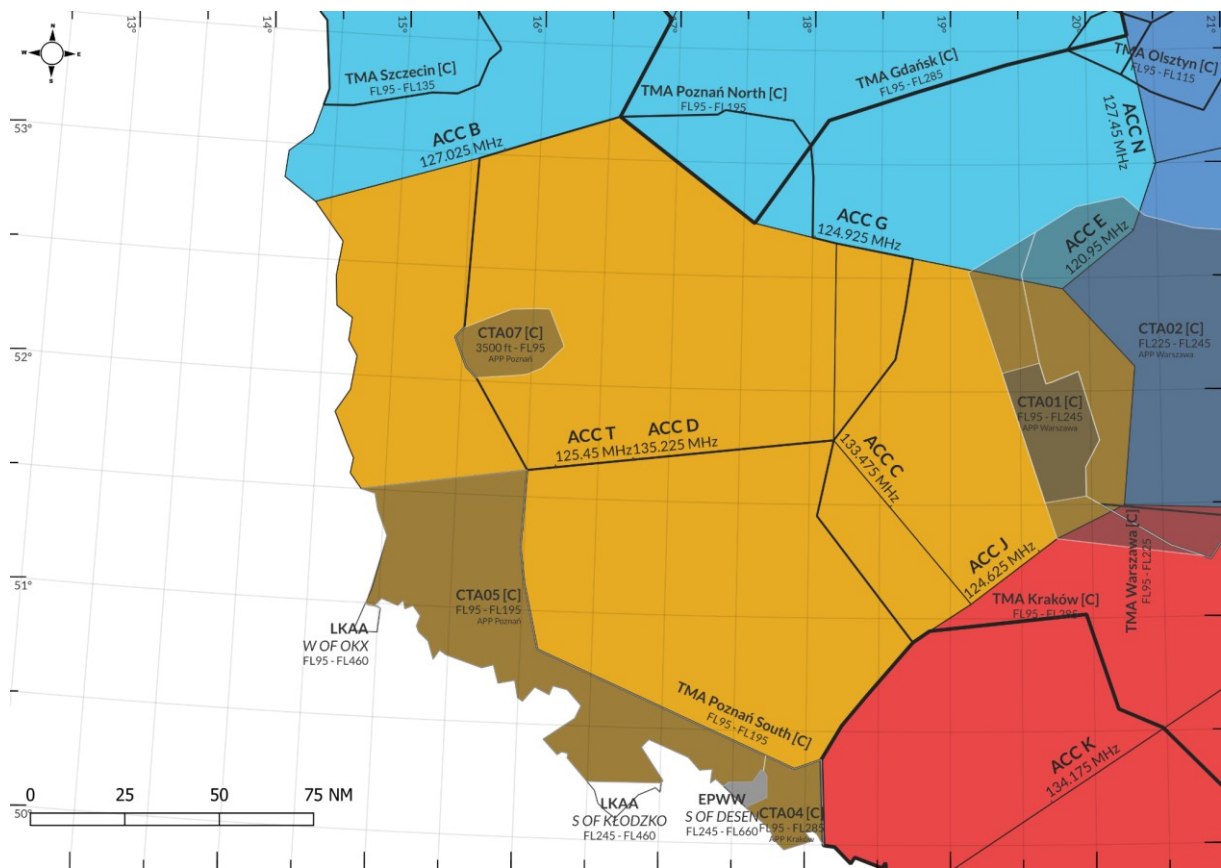 13°
14°
15°
16°
17°
18°
19°
20°
21°
N
W
E
S
TMA Szczecin [C]
FL95 - FL135
TMA Poznań North [C]
FL95 - FL195
TMA Gdańsk [C]
FL95 - FL285
TMA Olsztyn [C]
FL95 - FL115
53°
ACC B
127.025 MHz
ACC N
127.45 MHz
ACC G
124.925 MHz
ACC E
120.95 MHz
52°
CTA07 [C]
3500 ft - FL95
APP Poznań
CTA02 [C]
FL225 - FL245
APP Warszawa
CTA01 [C]
FL95 - FL245
APP Warszawa
ACC T
125.45 MHz
ACC D
135.225 MHz
ACC C
133.475 MHz
51°
ACC J
124.625 MHz
TMA Warszawa [C]
FL95 - FL225
CTA05 [C]
FL95 - FL195
APP Poznań
TMA Kraków [C]
FL95 - FL285
LKAA
W OF OKX
FL95 - FL460
TMA Poznań South [C]
FL95 - FL195
ACC K
134.175 MHz
50°
0
25
50
75 NM
LKAA
S OF KŁODZKO
FL245 - FL460
EPWW
S OF DESEN
FL245 - FL660
CTA04 [C]
FL95 - FL285
APP Kraków